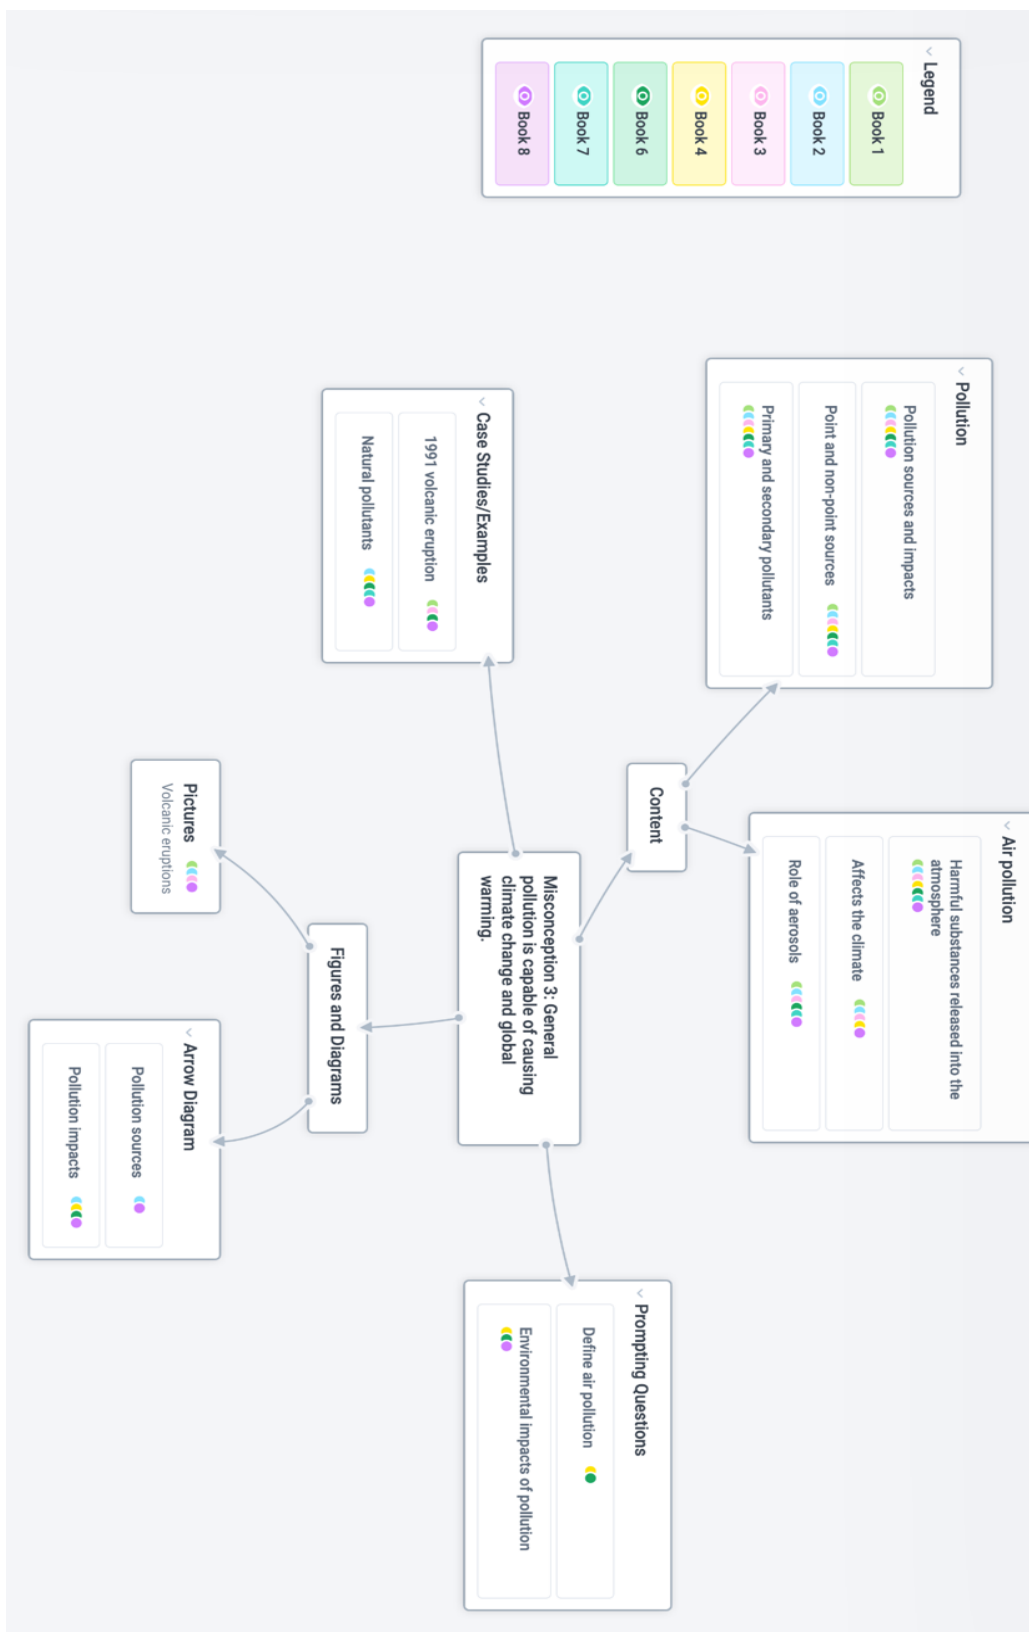 Legend
Book 1
Book 2
Book 3
Book 4
Book 6
Book 7
Book 8
Pollution
Pollution sources and impacts
Point and non-point sources
Primary and secondary pollutants
Air pollution
Harmful substances released into the
atmosphere
Affects the climate
Role of aerosols
Content
Case Studies/Examples
1991 volcanic eruption
Natural pollutants
Misconception 3: General
pollution is capable of causing
climate change and global
warming.
Prompting Questions
Define air pollution
Environmental impacts of pollution
Figures and Diagrams
Pictures
Volcanic eruptions
Arrow Diagram
Pollution sources
Pollution impacts